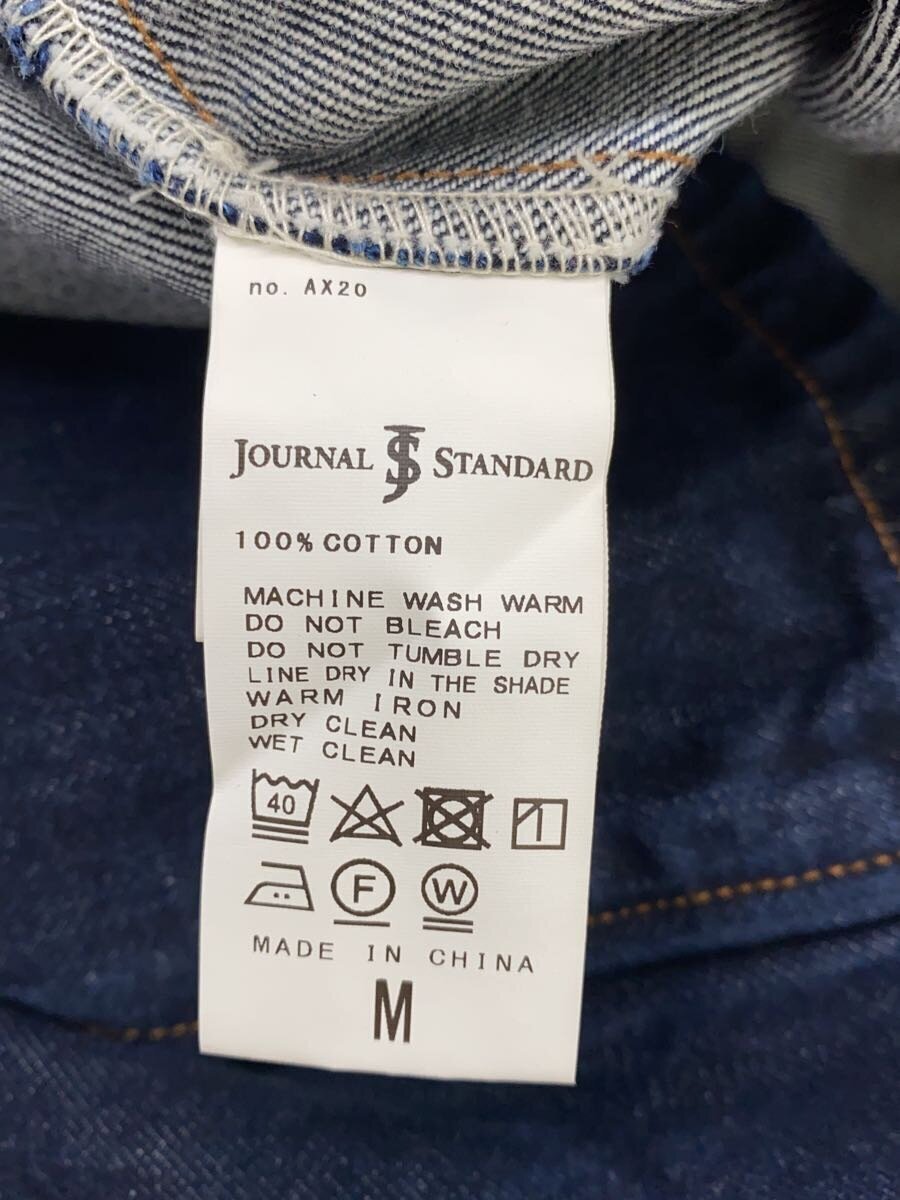 no. AX20
JOURNAL JS STANDARD
100% COTTON
MACHINE WASH WARM
DO NOT BLEACH
DO NOT TUMBLE DRY
LINE DRY IN THE SHADE
WARM IRON
DRY CLEAN
WET CLEAN
40
F W
MADE IN CHINA
M